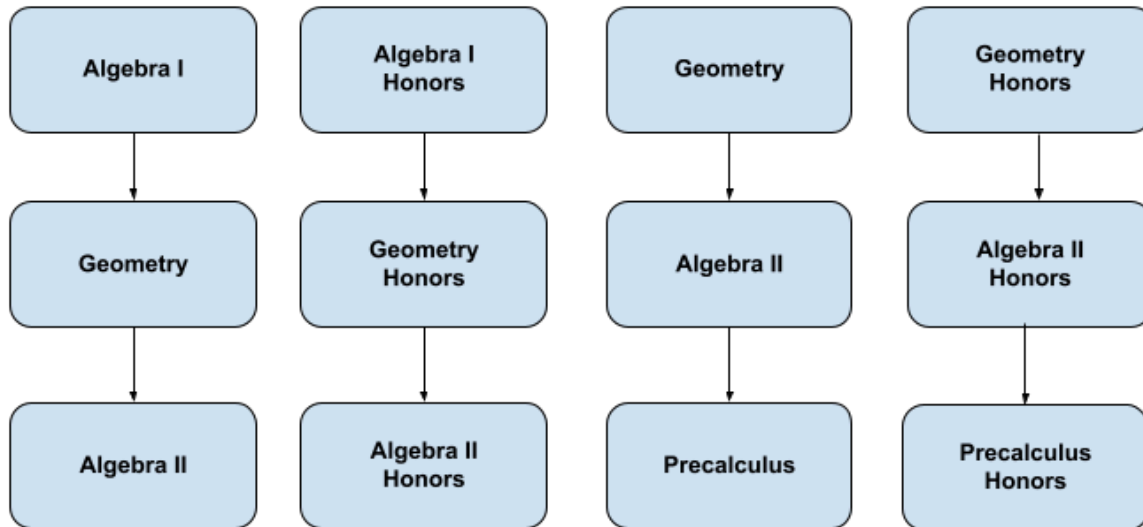 Algebra I
Algebra I
Honors
Geometry
Geometry
Honors
Geometry
Geometry
Honors
Algebra II
Algebra II
Honors
Algebra II
Algebra II
Honors
Precalculus
Precalculus
Honors